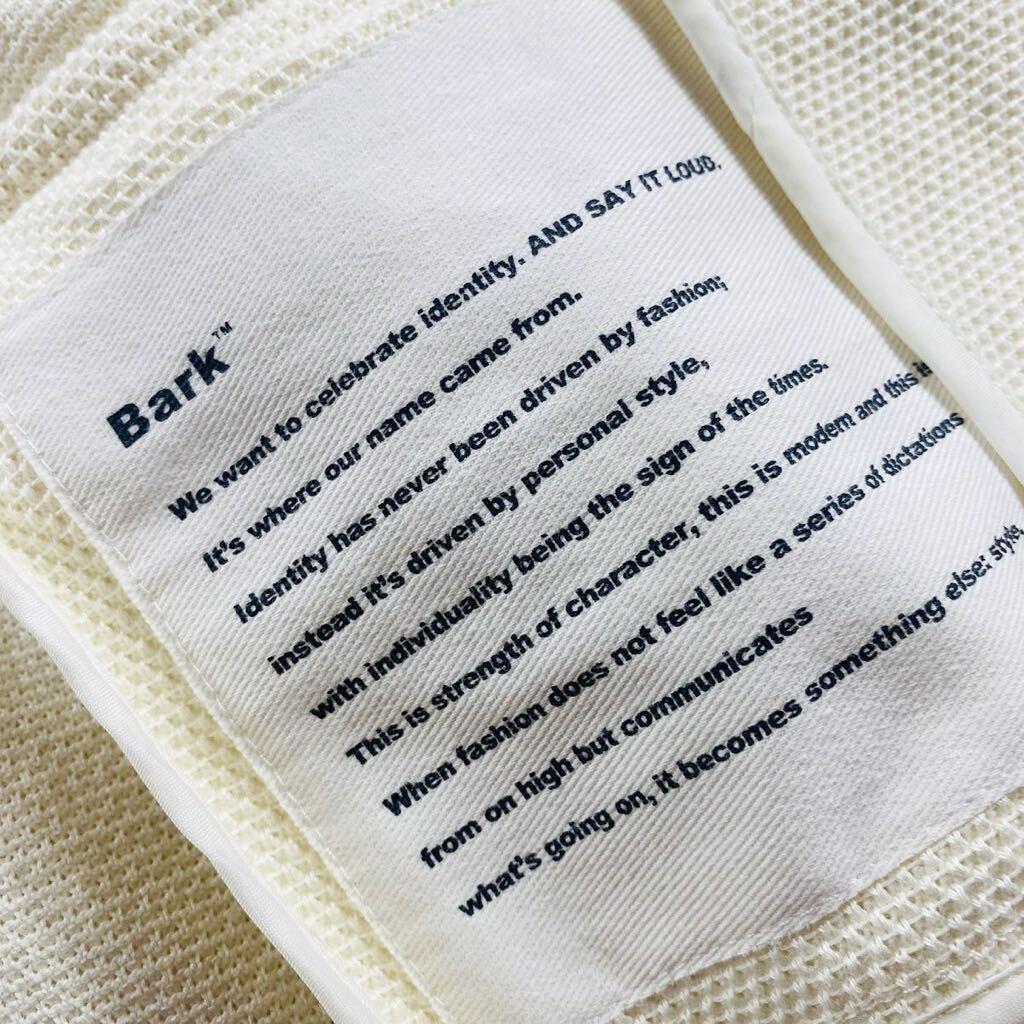 Bark™
We want to celebrate identity. AND SAY IT LOUD.
It's where our name came from.
Identity has never been driven by fashion;
instead it's driven by personal style,
with individuality being the sign of the times.
This is strength of character, this is modern and this is
When fashion does not feel like a series of dictations
from on high but communicates
what's going on, it becomes something else: style.